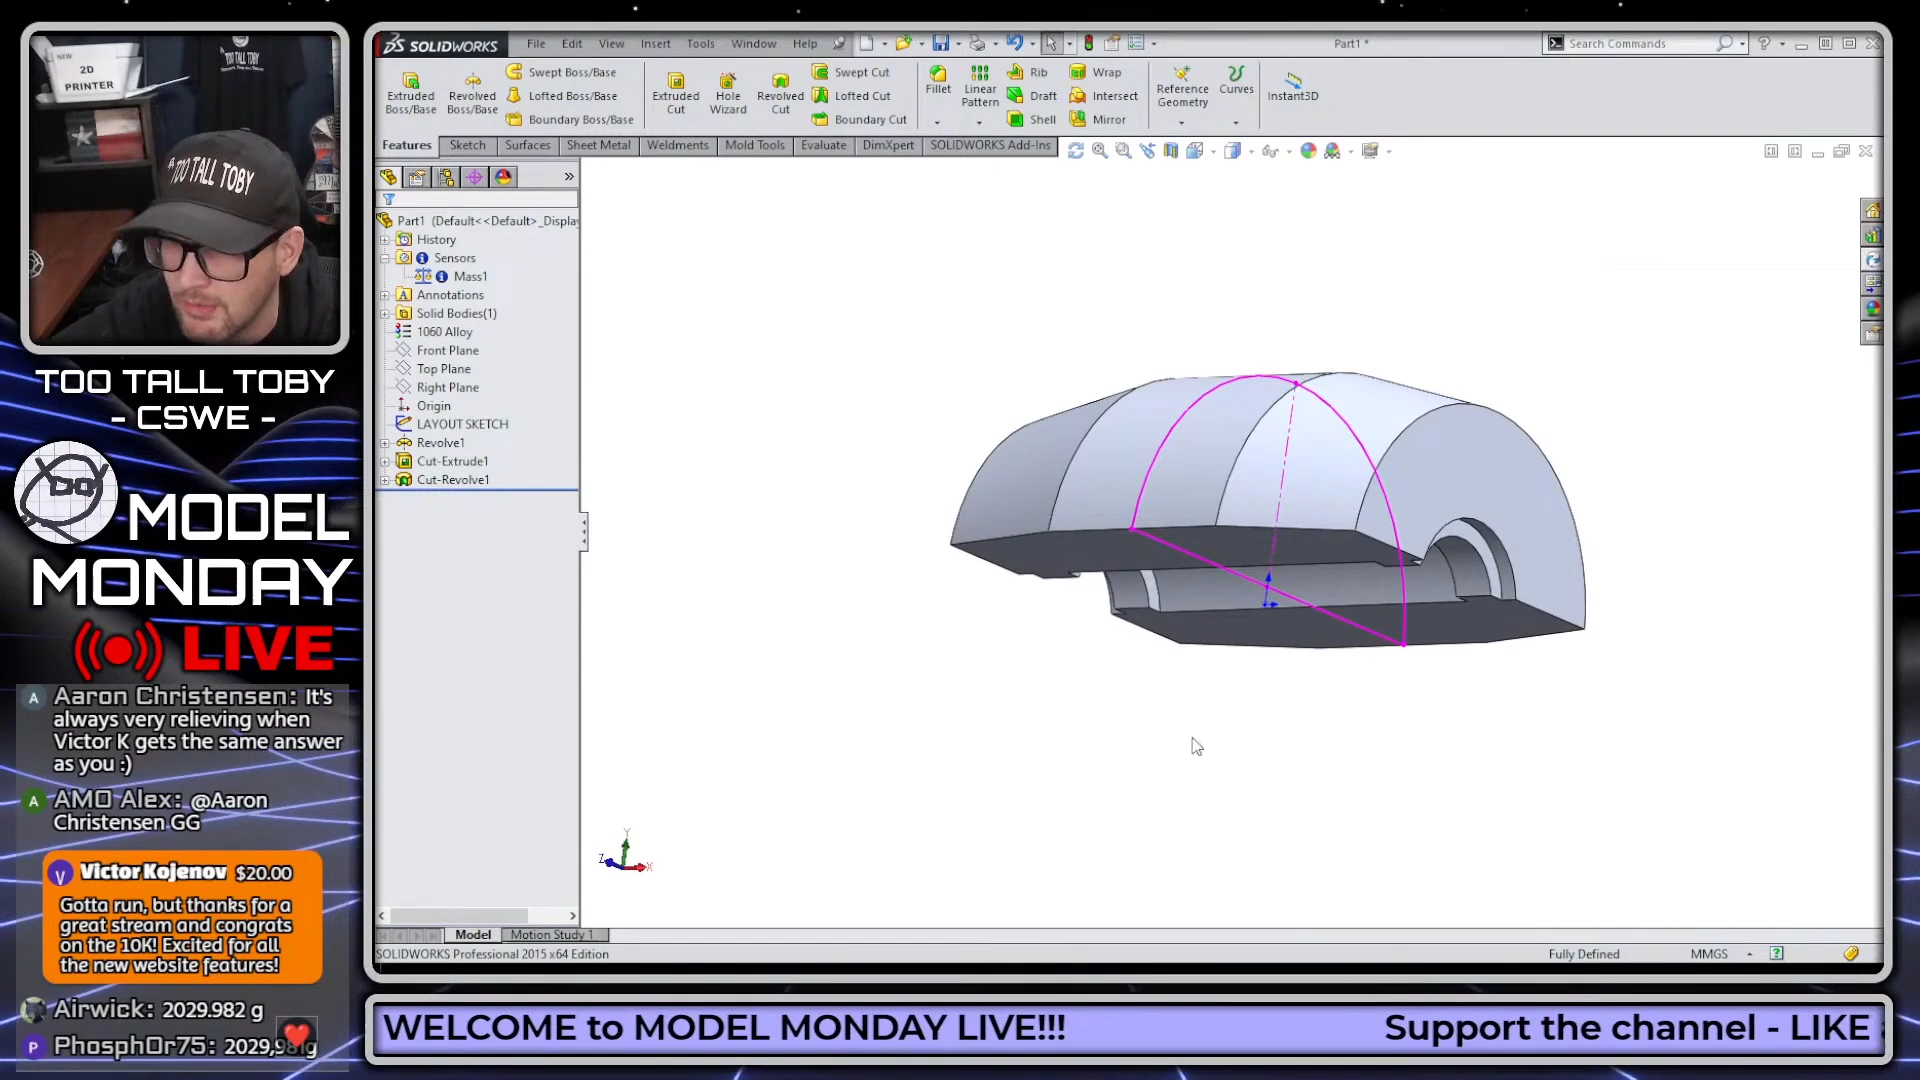 NEW
2D
PRINTER
TOO TALL TOBY
TOO TALL TOBY
- CSWE -
MODEL
MONDAY
LIVE
Aaron Christensen: It's
always very relieving when
Victor K gets the same answer
as you :)
AMO Alex: @Aaron
Christensen GG
Victor Kojenov $20.00
Gotta run, but thanks for a
great stream and congrats
on the 10K! Excited for all
the new website features!
Airwick: 2029.982 g
PhosphOr75: 2029,981g
SOLIDWORKS
File Edit View Insert Tools Window Help
Part1 *
Search Commands
Extruded Boss/Base
Revolved Boss/Base
Swept Boss/Base
Lofted Boss/Base
Boundary Boss/Base
Extruded Cut
Hole Wizard
Revolved Cut
Swept Cut
Lofted Cut
Boundary Cut
Fillet
Linear Pattern
Rib
Draft
Shell
Wrap
Intersect
Mirror
Reference Geometry
Curves
Instant3D
Features Sketch Surfaces Sheet Metal Weldments Mold Tools Evaluate DimXpert SOLIDWORKS Add-Ins
Part1 (Default<<Default>_Display
History
Sensors
Mass1
Annotations
Solid Bodies(1)
1060 Alloy
Front Plane
Top Plane
Right Plane
Origin
LAYOUT SKETCH
Revolve1
Cut-Extrude1
Cut-Revolve1
Y
Z
X
Model Motion Study 1
SOLIDWORKS Professional 2015 x64 Edition
Fully Defined
MMGS
WELCOME to MODEL MONDAY LIVE!!!
Support the channel - LIKE